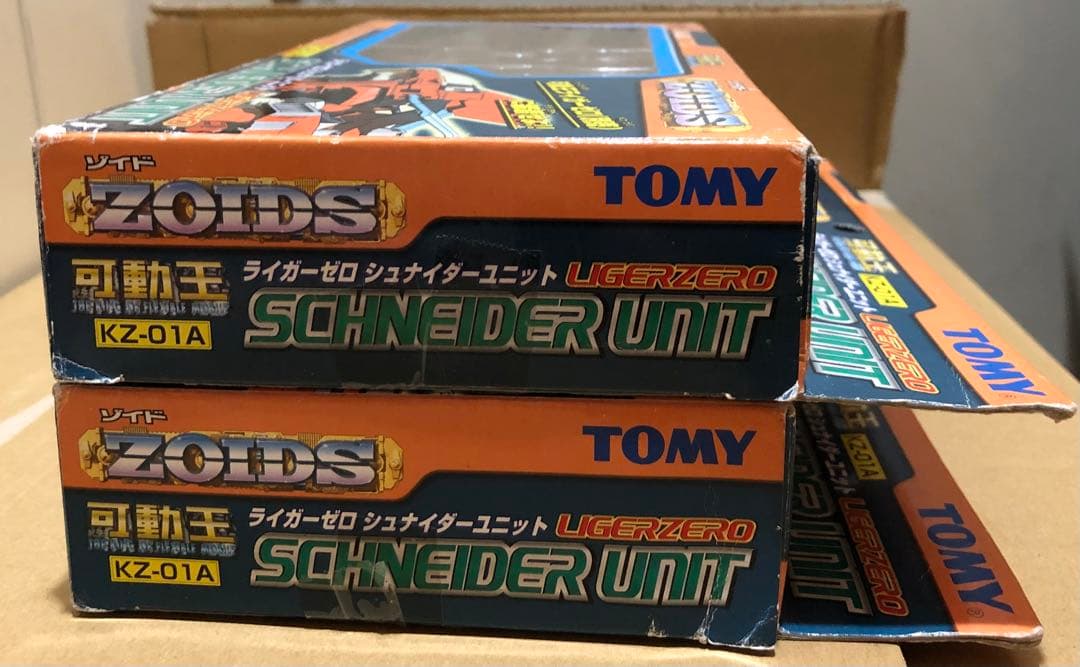 ZOIDS
ゾイド
ZOIDS
TOMY
可動王
KZ-01A
ライガーゼロ シュナイダーユニット LIGERZERO
SCHNEIDER UNIT
TOMY
LIGERZERO
UNIT
ゾイド
ZOIDS
TOMY
可動王
KZ-01A
ライガーゼロ シュナイダーユニット LIGERZERO
SCHNEIDER UNIT
KZ-01A
TOMY
LIGERZERO
UNIT